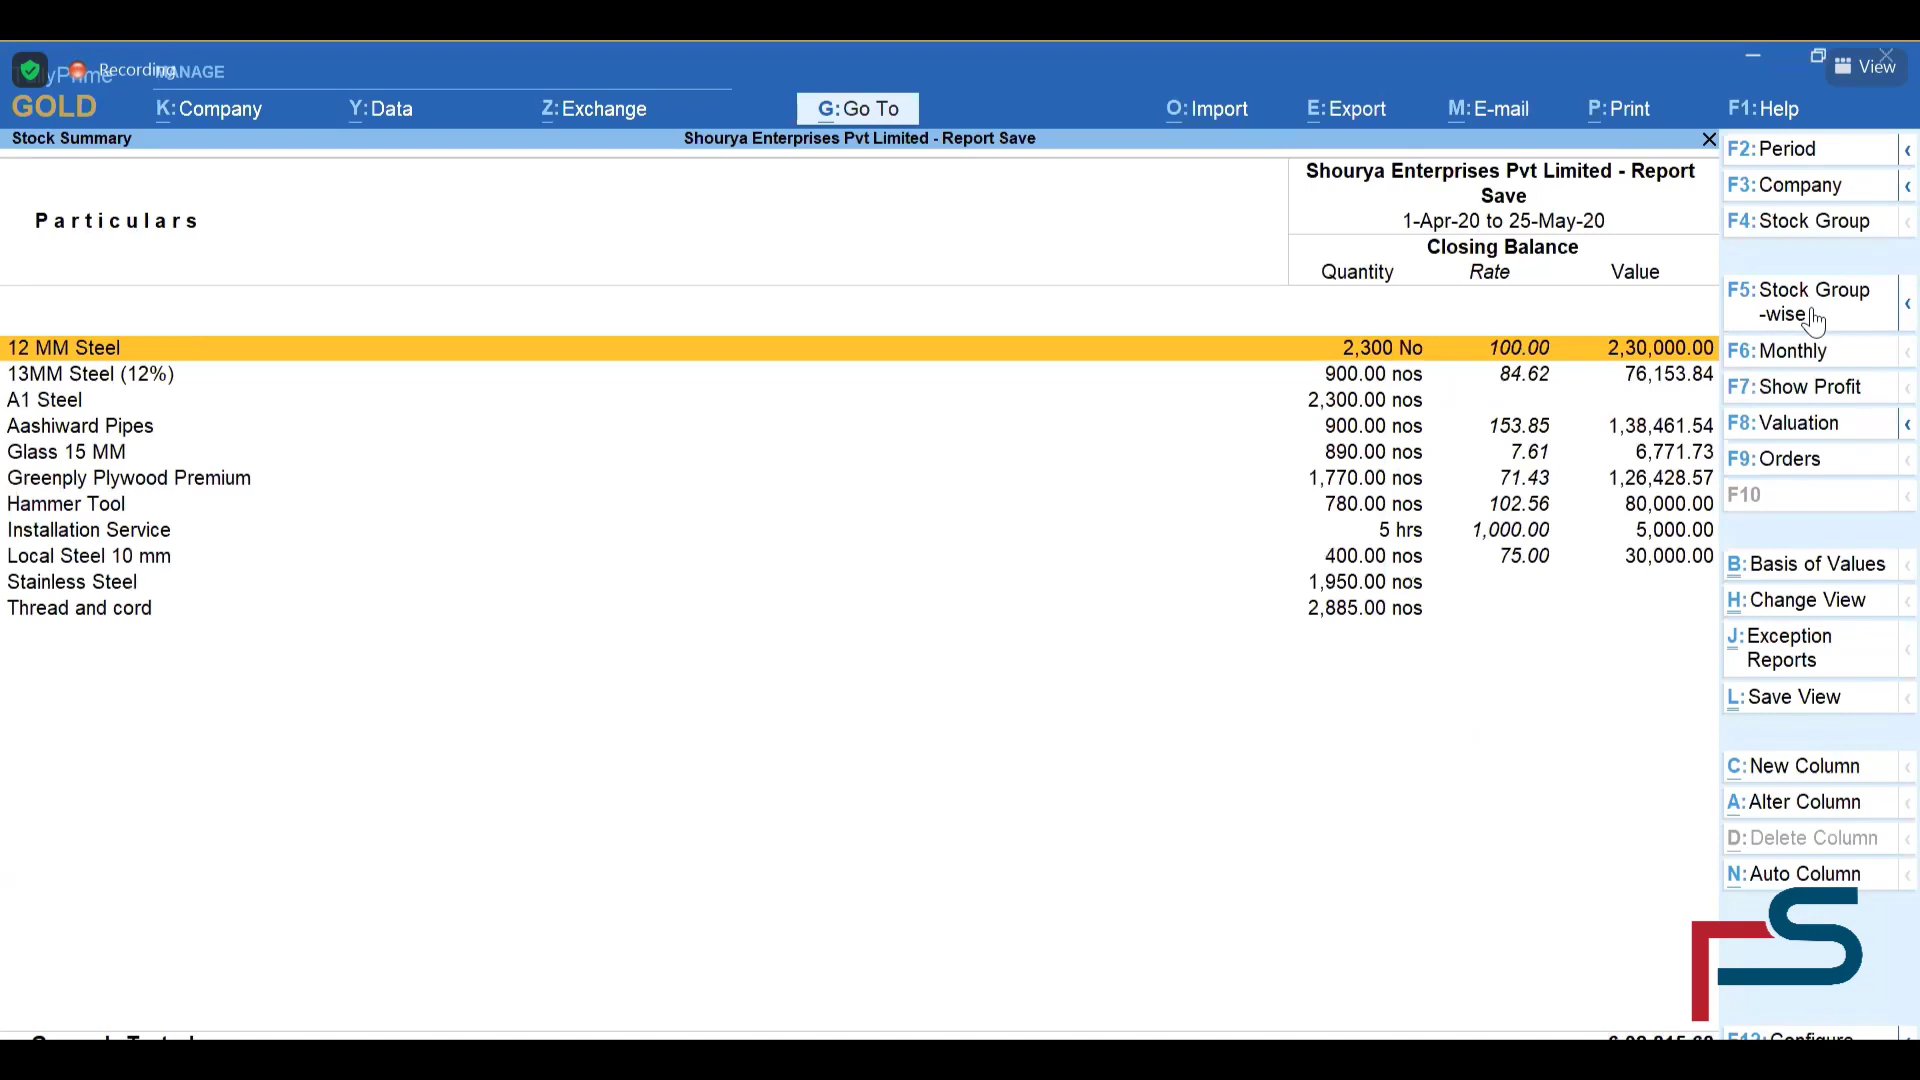 Recording MANAGE
TallyPrime
View
GOLD
K:Company Y:Data Z:Exchange G:Go To O:Import E:Export M:E-mail P:Print F1:Help
Stock Summary Shourya Enterprises Pvt Limited - Report Save
Particulars
Shourya Enterprises Pvt Limited - Report
Save
1-Apr-20 to 25-May-20
Closing Balance
Quantity Rate Value
12 MM Steel 2,300 No 100.00 2,30,000.00
13MM Steel (12%) 900.00 nos 84.62 76,153.84
A1 Steel 2,300.00 nos
Aashiward Pipes 900.00 nos 153.85 1,38,461.54
Glass 15 MM 890.00 nos 7.61 6,771.73
Greenply Plywood Premium 1,770.00 nos 71.43 1,26,428.57
Hammer Tool 780.00 nos 102.56 80,000.00
Installation Service 5 hrs 1,000.00 5,000.00
Local Steel 10 mm 400.00 nos 75.00 30,000.00
Stainless Steel 1,950.00 nos
Thread and cord 2,885.00 nos
F2:Period
F3:Company
F4:Stock Group
F5:Stock Group
-wise
F6:Monthly
F7:Show Profit
F8:Valuation
F9:Orders
F10
B:Basis of Values
H:Change View
J:Exception
Reports
L:Save View
C:New Column
A:Alter Column
D:Delete Column
N:Auto Column
F12:Configure